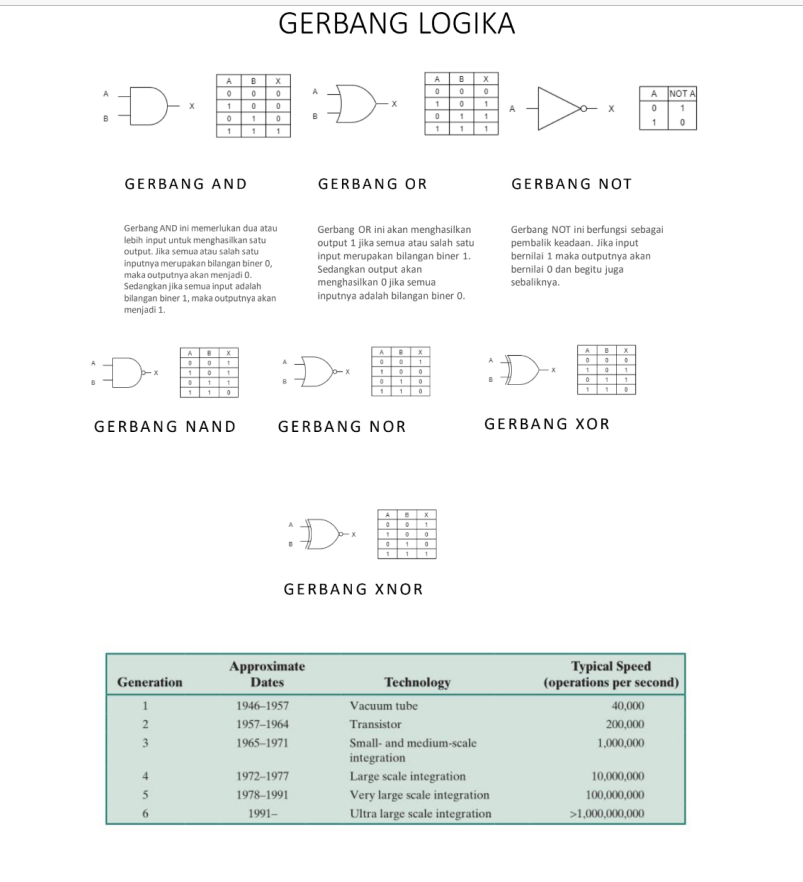 GERBANG LOGIKA
A
B
X
A B X
0 0 0
1 0 0
0 1 0
1 1 1
A
B
X
A B X
0 0 0
1 0 1
0 1 1
1 1 1
A
X
A NOT A
0 1
1 0
GERBANG AND
Gerbang AND ini memerlukan dua atau
lebih input untuk menghasilkan satu
output. Jika semua atau salah satu
inputnya merupakan bilangan biner 0,
maka outputnya akan menjadi 0.
Sedangkan jika semua input adalah
bilangan biner 1, maka outputnya akan
menjadi 1.
GERBANG OR
Gerbang OR ini akan menghasilkan
output 1 jika semua atau salah satu
input merupakan bilangan biner 1.
Sedangkan output akan
menghasilkan 0 jika semua
inputnya adalah bilangan biner 0.
GERBANG NOT
Gerbang NOT ini berfungsi sebagai
pembalik keadaan. Jika input
bernilai 1 maka outputnya akan
bernilai 0 dan begitu juga
sebaliknya.
A
B
X
A B X
0 0 1
1 0 1
0 1 1
1 1 0
GERBANG NAND
A
B
X
A B X
0 0 1
1 0 0
0 1 0
1 1 0
GERBANG NOR
A
B
X
A B X
0 0 0
1 0 1
0 1 1
1 1 0
GERBANG XOR
A
B
X
A B X
0 0 1
1 0 0
0 1 0
1 1 1
GERBANG XNOR
Generation Approximate Dates Technology Typical Speed (operations per second)
1 1946–1957 Vacuum tube 40,000
2 1957–1964 Transistor 200,000
3 1965–1971 Small- and medium-scale 1,000,000
integration
4 1972–1977 Large scale integration 10,000,000
5 1978–1991 Very large scale integration 100,000,000
6 1991– Ultra large scale integration >1,000,000,000